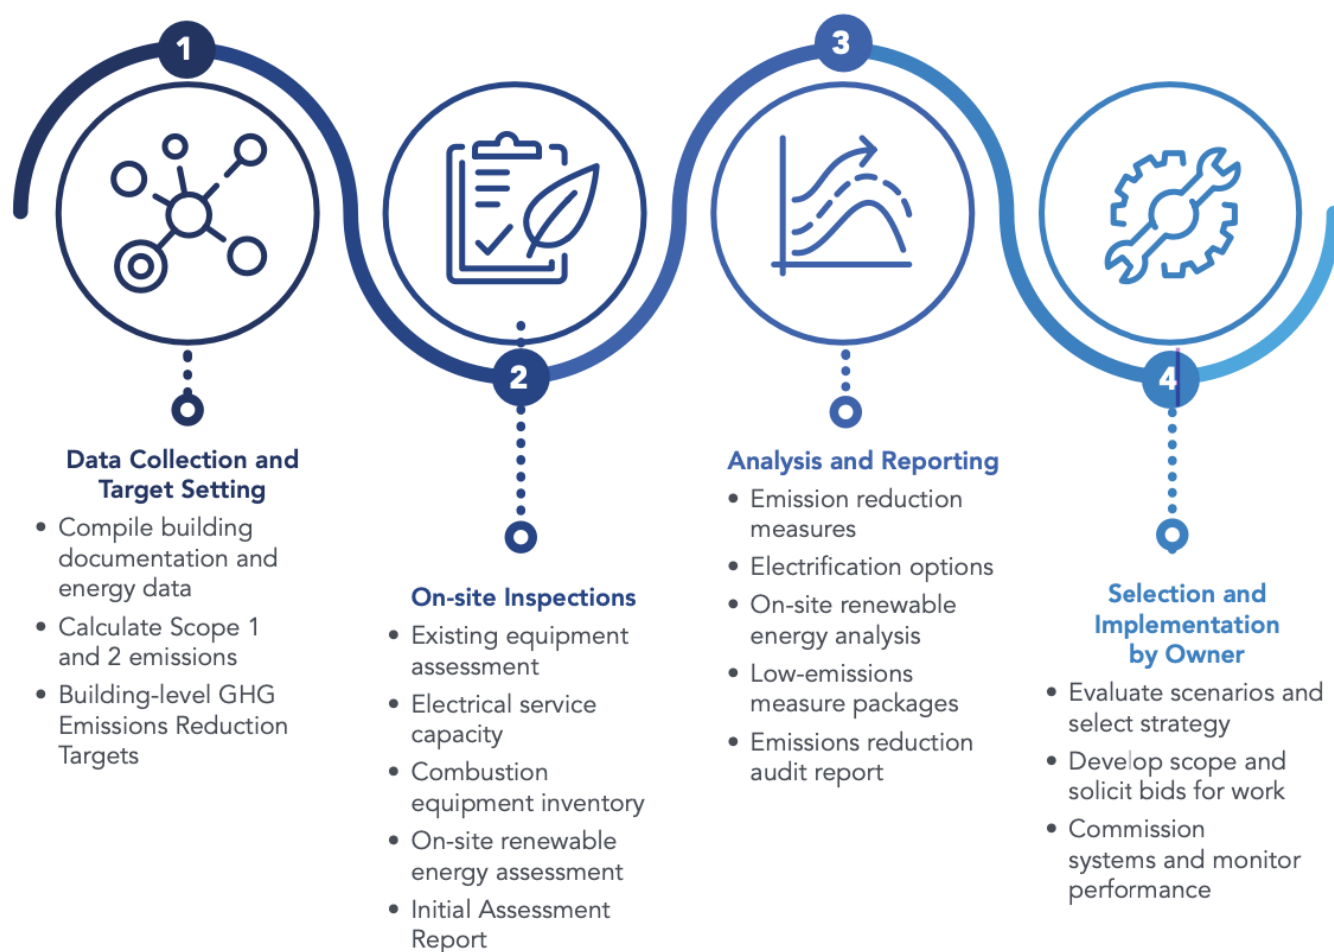 1
Data Collection and
Target Setting
• Compile building
documentation and
energy data
• Calculate Scope 1
and 2 emissions
• Building-level GHG
Emissions Reduction
Targets
2
On-site Inspections
• Existing equipment
assessment
• Electrical service
capacity
• Combustion
equipment inventory
• On-site renewable
energy assessment
• Initial Assessment
Report
3
Analysis and Reporting
• Emission reduction
measures
• Electrification options
• On-site renewable
energy analysis
• Low-emissions
measure packages
• Emissions reduction
audit report
4
Selection and
Implementation
by Owner
• Evaluate scenarios and
select strategy
• Develop scope and
solicit bids for work
• Commission
systems and monitor
performance